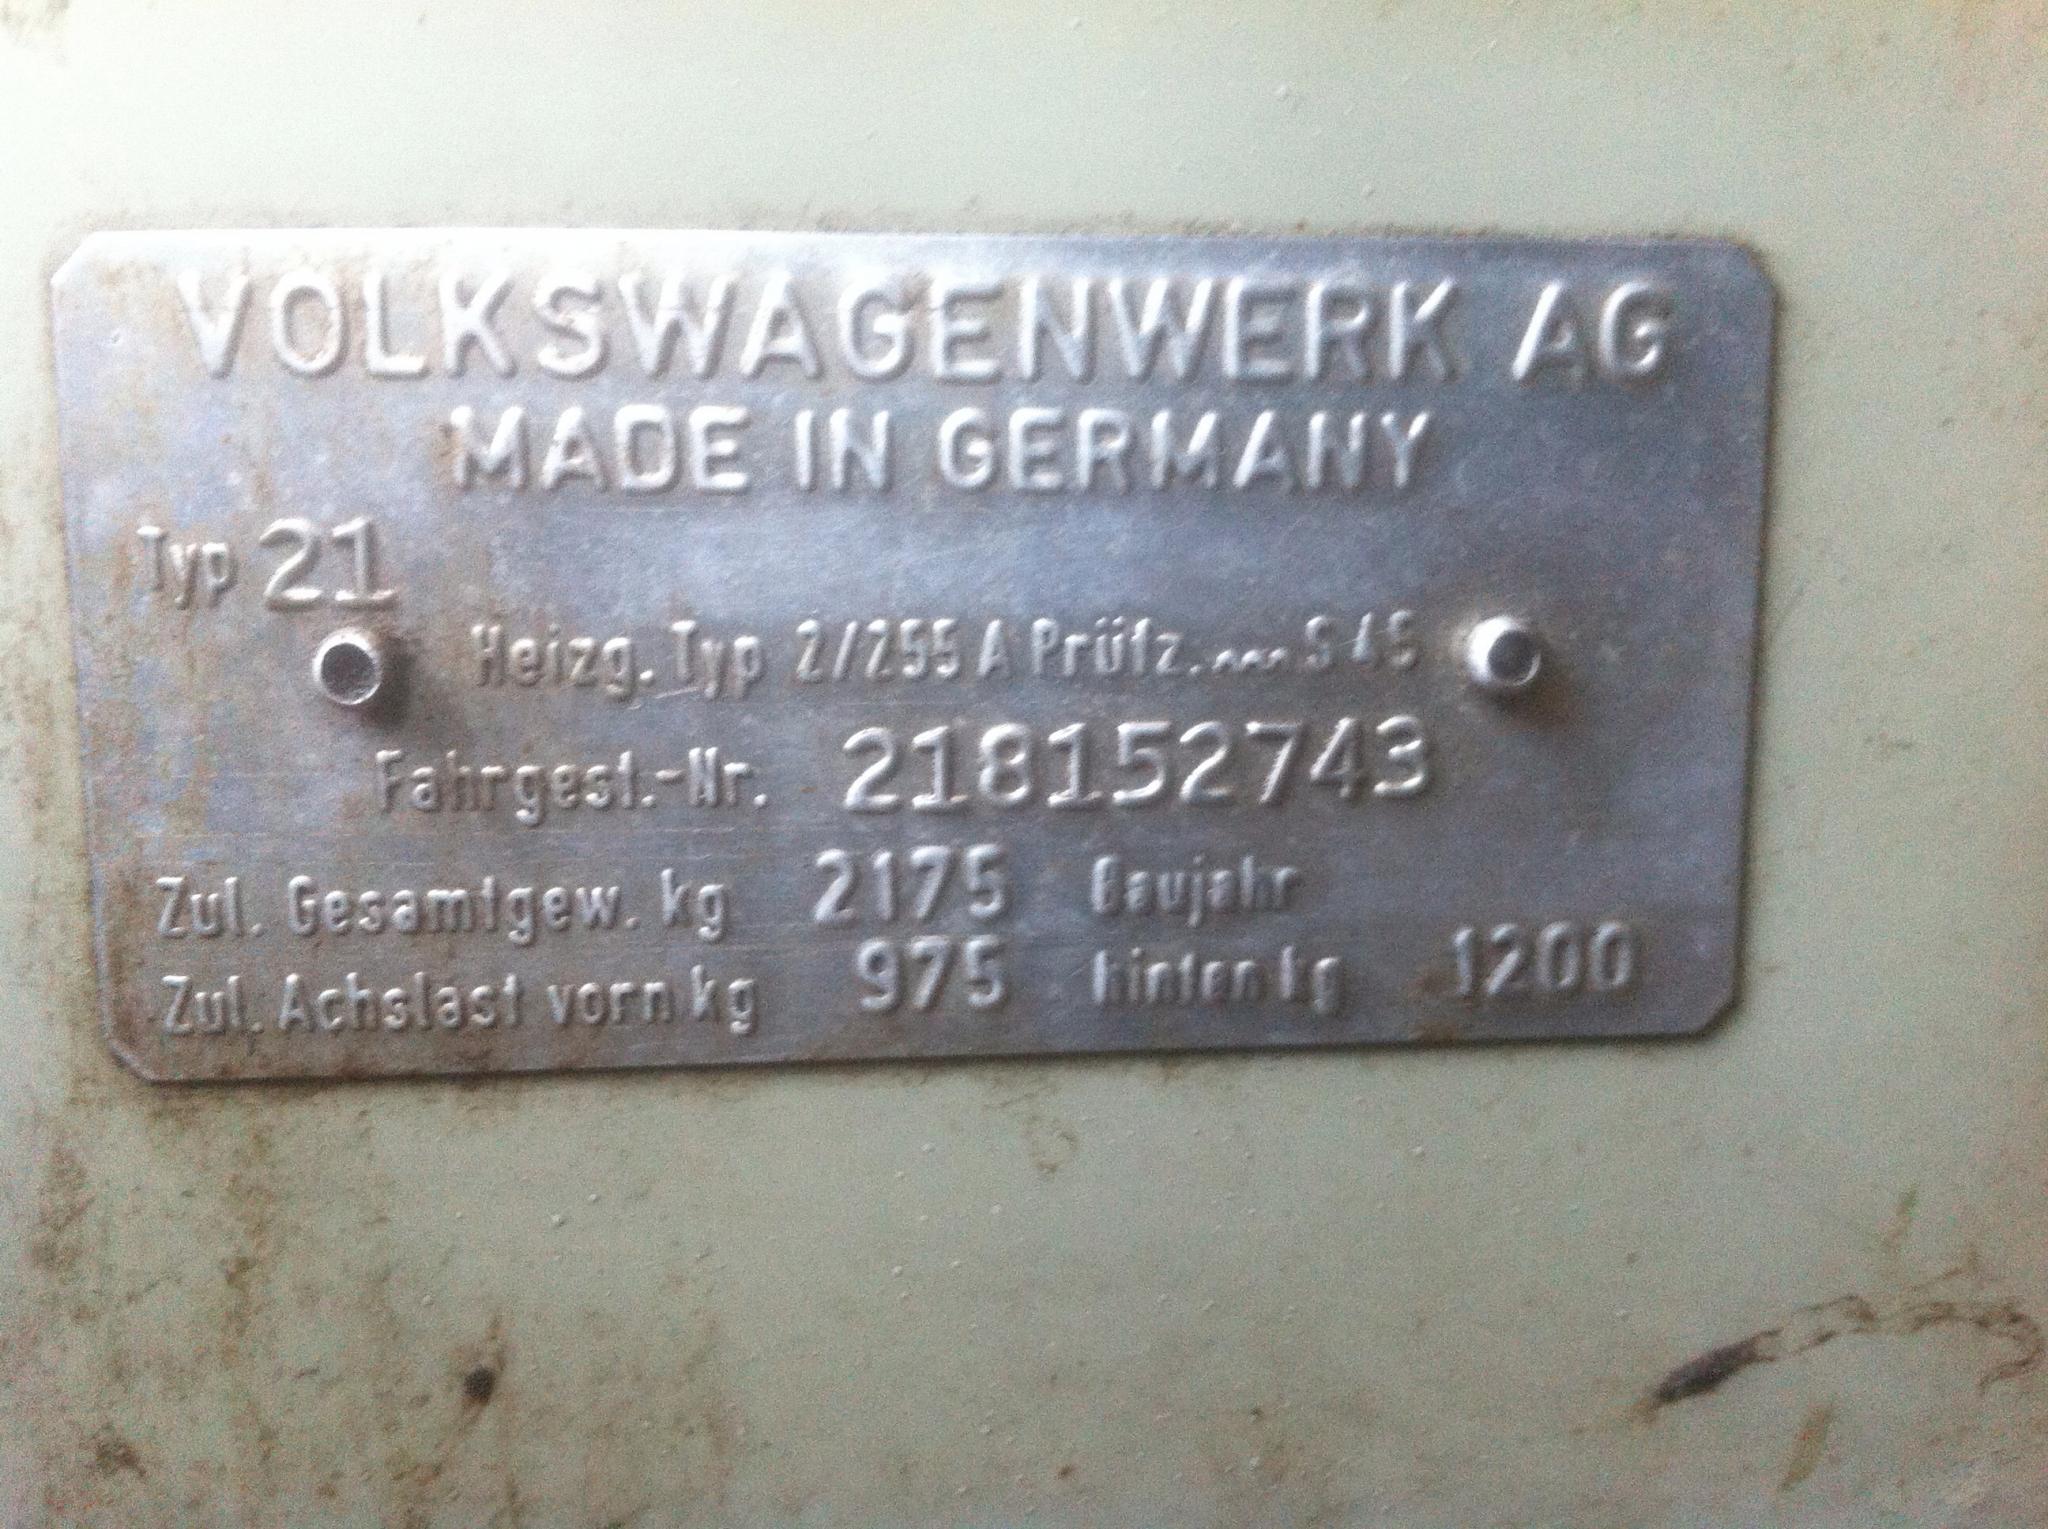 VOLKSWAGENWERK AG
MADE IN GERMANY
Typ 21
Heizg. Typ 2/255 A Prüfz. ~~~ S 45
Fahrgest.-Nr. 218152743
Zul. Gesamtgew. kg 2175 Baujahr
Zul. Achslast vorn kg 975 hinten kg 1200